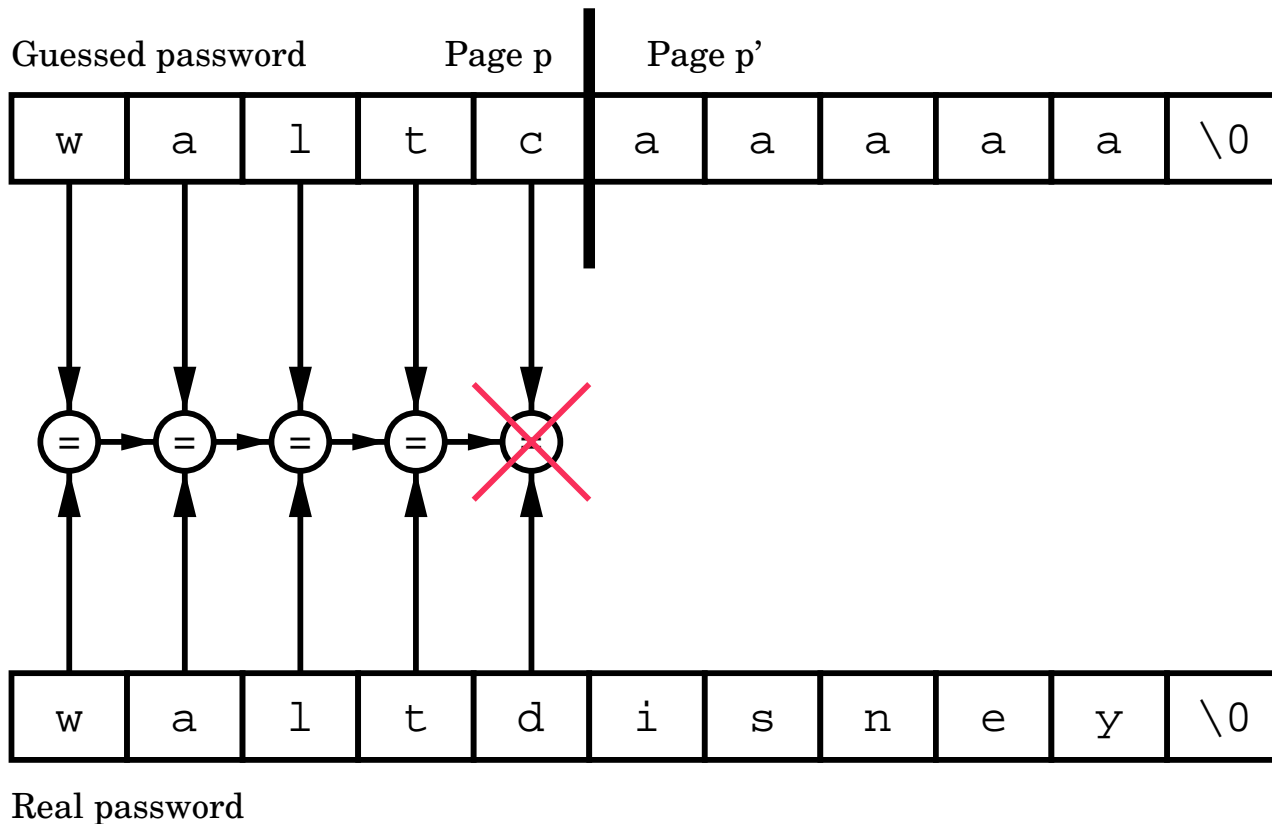 Guessed password Page p Page p’
w a l t c a a a a a \0
= = = = =
w a l t d i s n e y \0
Real password